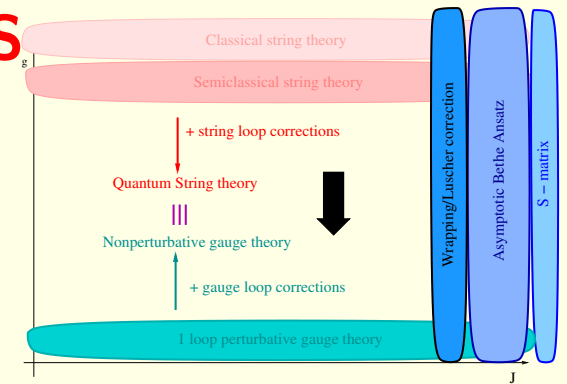 S
Classical string theory
g
Semiclassical string theory
+ string loop corrections
Quantum String theory
Nonperturbative gauge theory
+ gauge loop corrections
1 loop perturbative gauge theory
J
Wrapping/Luscher correction
Asymptotic Bethe Ansatz
S − matrix